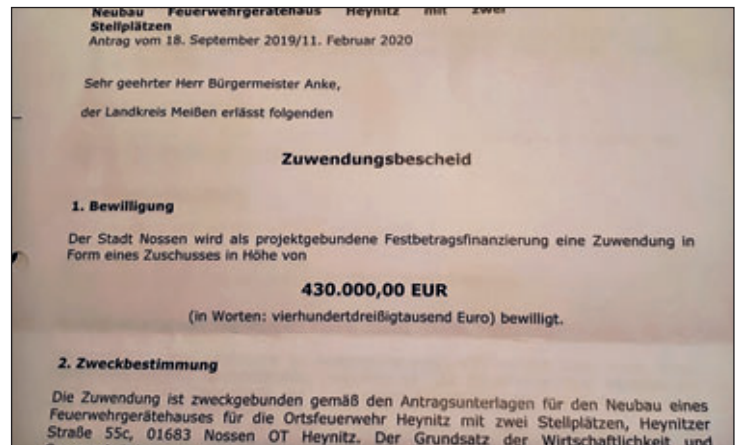 Neubau Feuerwehrgerätehaus Heynitz mit zwei
Stellplätzen
Antrag vom 18. September 2019/11. Februar 2020
Sehr geehrter Herr Bürgermeister Anke,
der Landkreis Meißen erlässt folgenden
Zuwendungsbescheid
1. Bewilligung
Der Stadt Nossen wird als projektgebundene Festbetragsfinanzierung eine Zuwendung in
Form eines Zuschusses in Höhe von
430.000,00 EUR
(in Worten: vierhundertdreißigtausend Euro) bewilligt.
2. Zweckbestimmung
Die Zuwendung ist zweckgebunden gemäß den Antragsunterlagen für den Neubau eines
Feuerwehrgerätehauses für die Ortsfeuerwehr Heynitz mit zwei Stellplätzen, Heynitzer
Straße 55c, 01683 Nossen OT Heynitz. Der Grundsatz der Wirtschaftlichkeit und